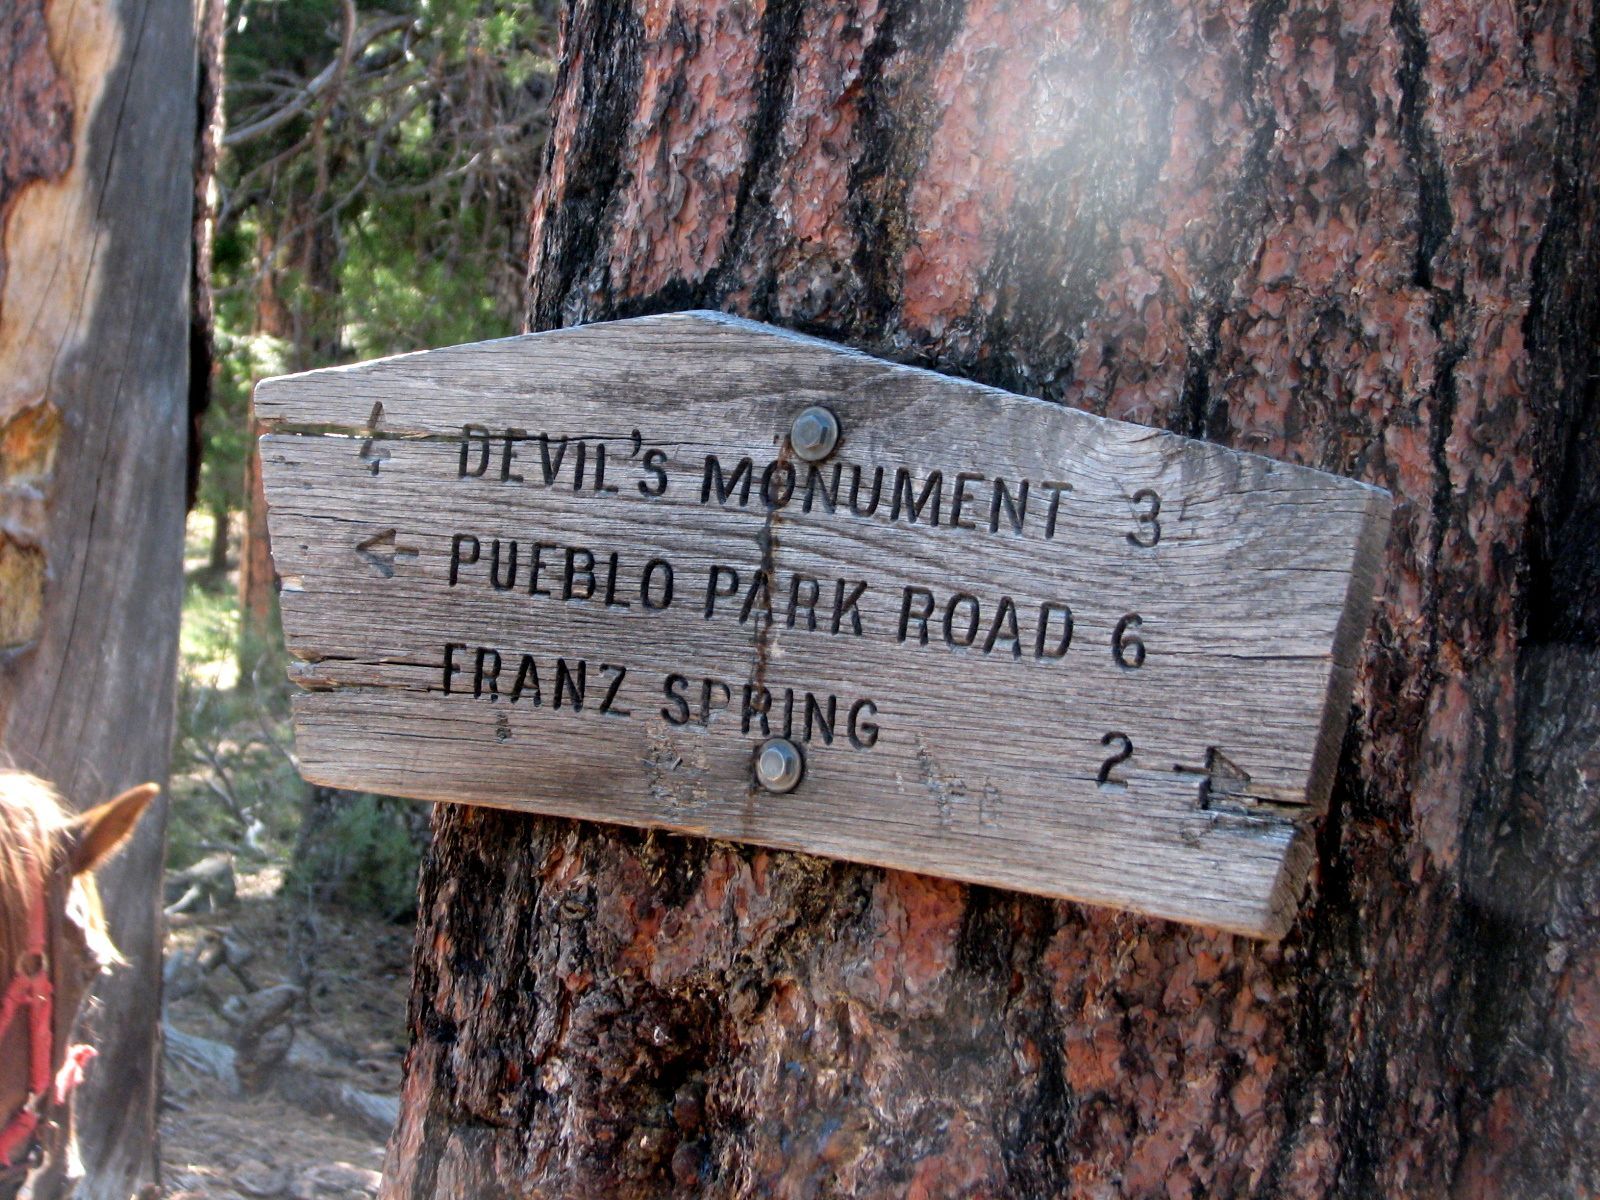 DEVIL'S MONUMENT 3
← PUEBLO PARK ROAD 6
FRANZ SPRING 2 →